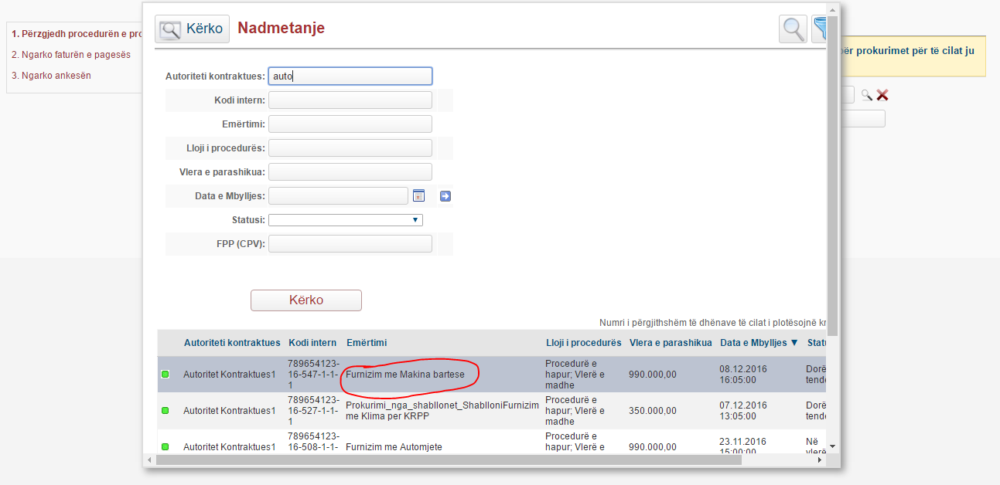 Kërko
Nadmetanje
1. Përzgjedh procedurën e pro
2. Ngarko faturën e pagesës
3. Ngarko ankesën
ër prokurimet për të cilat ju
Autoriteti kontraktues: auto
Kodi intern:
Emërtimi:
Lloji i procedurës:
Vlera e parashikua:
Data e Mbylljes:
Statusi:
FPP (CPV):
Kërko
Numri i përgjithshëm të dhënave të cilat i plotësojnë kr
Autoriteti kontraktues Kodi intern Emërtimi Lloji i procedurës Vlera e parashikua Data e Mbylljes ▼ Statu
Autoritet Kontraktues1
789654123-
16-547-1-1-
1
Furnizim me Makina bartese
Procedurë e
hapur; Vlerë e
madhe
990.000,00
08.12.2016
16:05:00
Dorë
tende
Autoritet Kontraktues1
789654123-
16-527-1-1-
1
Prokurimi_nga_shabllonet_ShablloniFurnizim
me Klima per KRPP
Procedurë e
hapur; Vlerë e
madhe
350.000,00
07.12.2016
13:05:00
Dorë
tende
Autoritet Kontraktues1
789654123-
16-508-1-1-
Furnizim me Automjete
Procedurë e
hapur; Vlerë e
990.000,00
23.11.2016
15:00:00
Në
vlerë